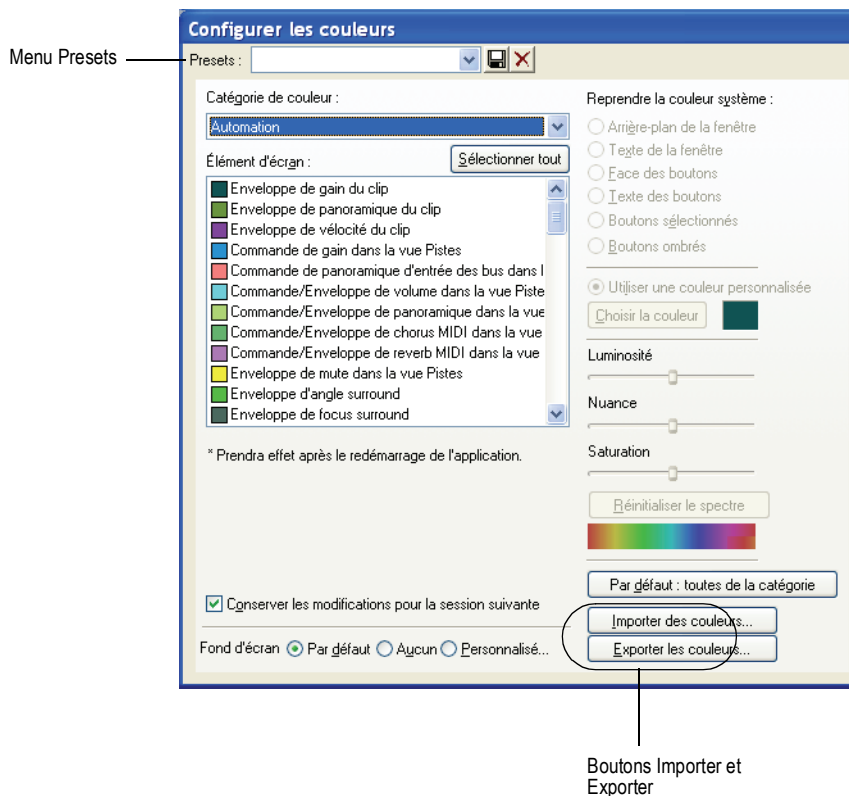 Configurer les couleurs
Menu Presets
Presets :
Catégorie de couleur :
Automation
Élément d'écran :
Sélectionner tout
Enveloppe de gain du clip
Enveloppe de panoramique du clip
Enveloppe de vélocité du clip
Commande de gain dans la vue Pistes
Commande de panoramique d'entrée des bus dans l
Commande/Enveloppe de volume dans la vue Piste
Commande/Enveloppe de panoramique dans la vue
Commande/Enveloppe de chorus MIDI dans la vue
Commande/Enveloppe de reverb MIDI dans la vue
Enveloppe de mute dans la vue Pistes
Enveloppe d'angle surround
Enveloppe de focus surround
* Prendra effet après le redémarrage de l'application.
Conserver les modifications pour la session suivante
Fond d'écran Par défaut Aucun Personnalisé...
Reprendre la couleur système :
Arrière-plan de la fenêtre
Texte de la fenêtre
Face des boutons
Texte des boutons
Boutons sélectionnés
Boutons ombrés
Utiliser une couleur personnalisée
Choisir la couleur
Luminosité
Nuance
Saturation
Réinitialiser le spectre
Par défaut : toutes de la catégorie
Importer des couleurs...
Exporter les couleurs...
Boutons Importer et
Exporter